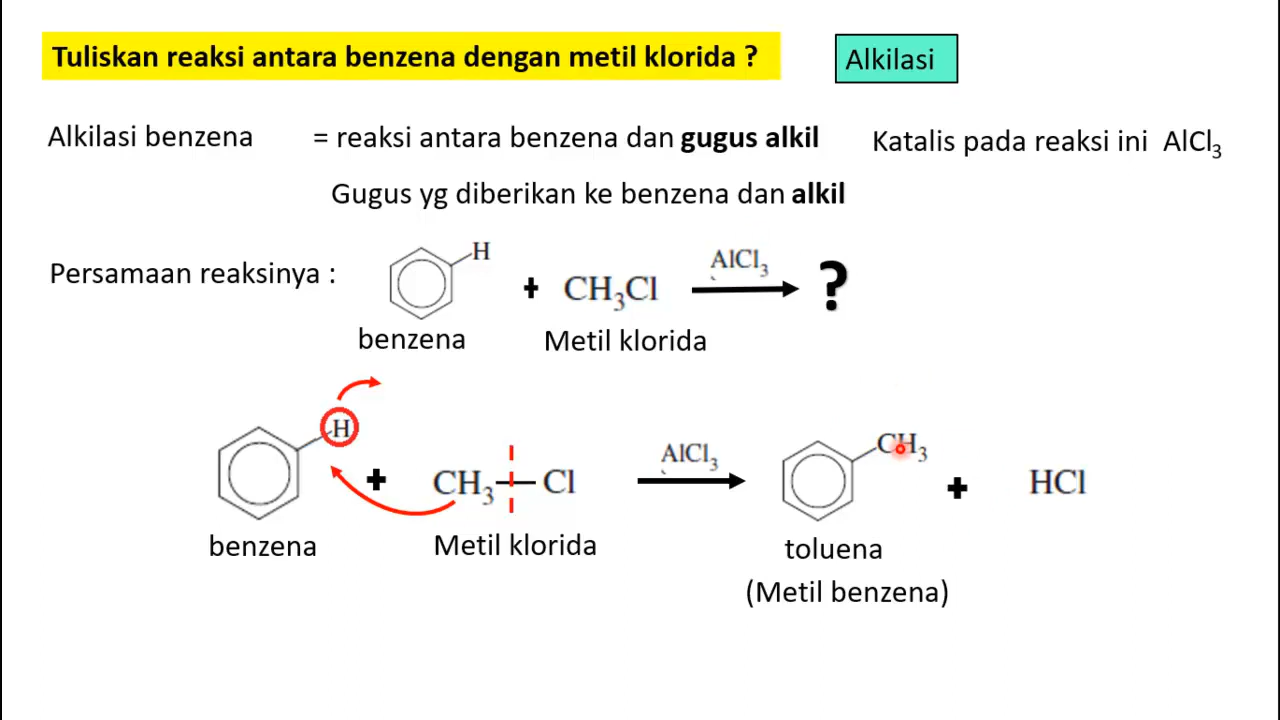 Tuliskan reaksi antara benzena dengan metil klorida ?
Alkilasi
Alkilasi benzena = reaksi antara benzena dan gugus alkil
Katalis pada reaksi ini AlCl₃
Gugus yg diberikan ke benzena dan alkil
Persamaan reaksinya :
H
+ CH₃Cl
AlCl₃
?
benzena
Metil klorida
H
+ CH₃ — Cl
AlCl₃
CH₃
+ HCl
benzena
Metil klorida
toluena
(Metil benzena)